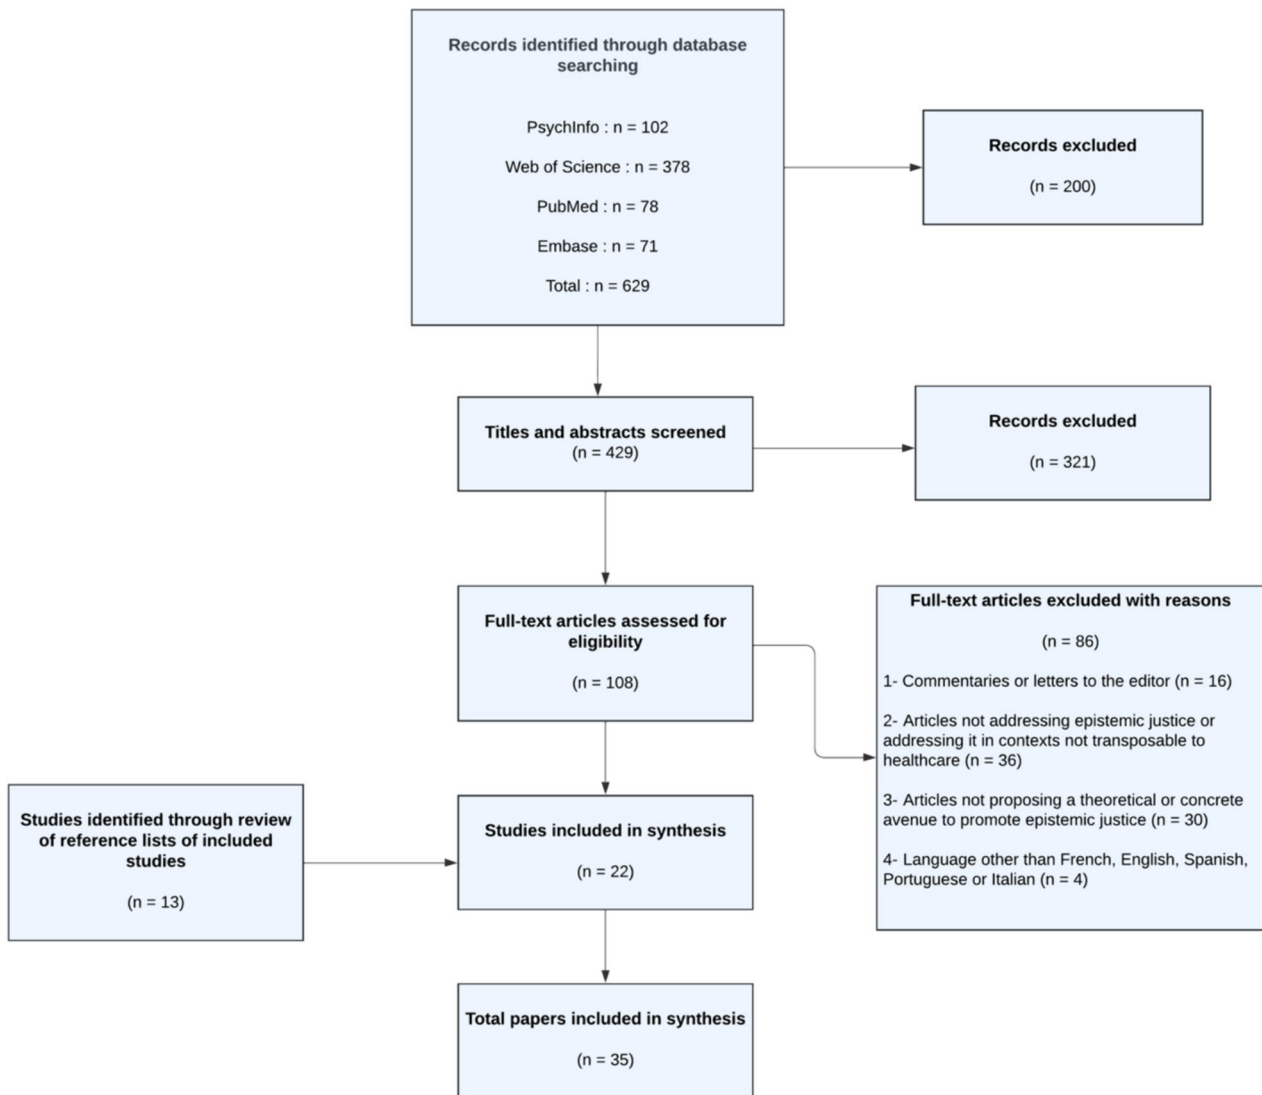 Records identified through database
searching
PsychInfo : n = 102
Web of Science : n = 378
PubMed : n = 78
Embase : n = 71
Total : n = 629
Records excluded
(n = 200)
Titles and abstracts screened
(n = 429)
Records excluded
(n = 321)
Full-text articles assessed for
eligibility
(n = 108)
Full-text articles excluded with reasons
(n = 86)
1- Commentaries or letters to the editor (n = 16)
2- Articles not addressing epistemic justice or
addressing it in contexts not transposable to
healthcare (n = 36)
3- Articles not proposing a theoretical or concrete
avenue to promote epistemic justice (n = 30)
4- Language other than French, English, Spanish,
Portuguese or Italian (n = 4)
Studies identified through review
of reference lists of included
studies
(n = 13)
Studies included in synthesis
(n = 22)
Total papers included in synthesis
(n = 35)